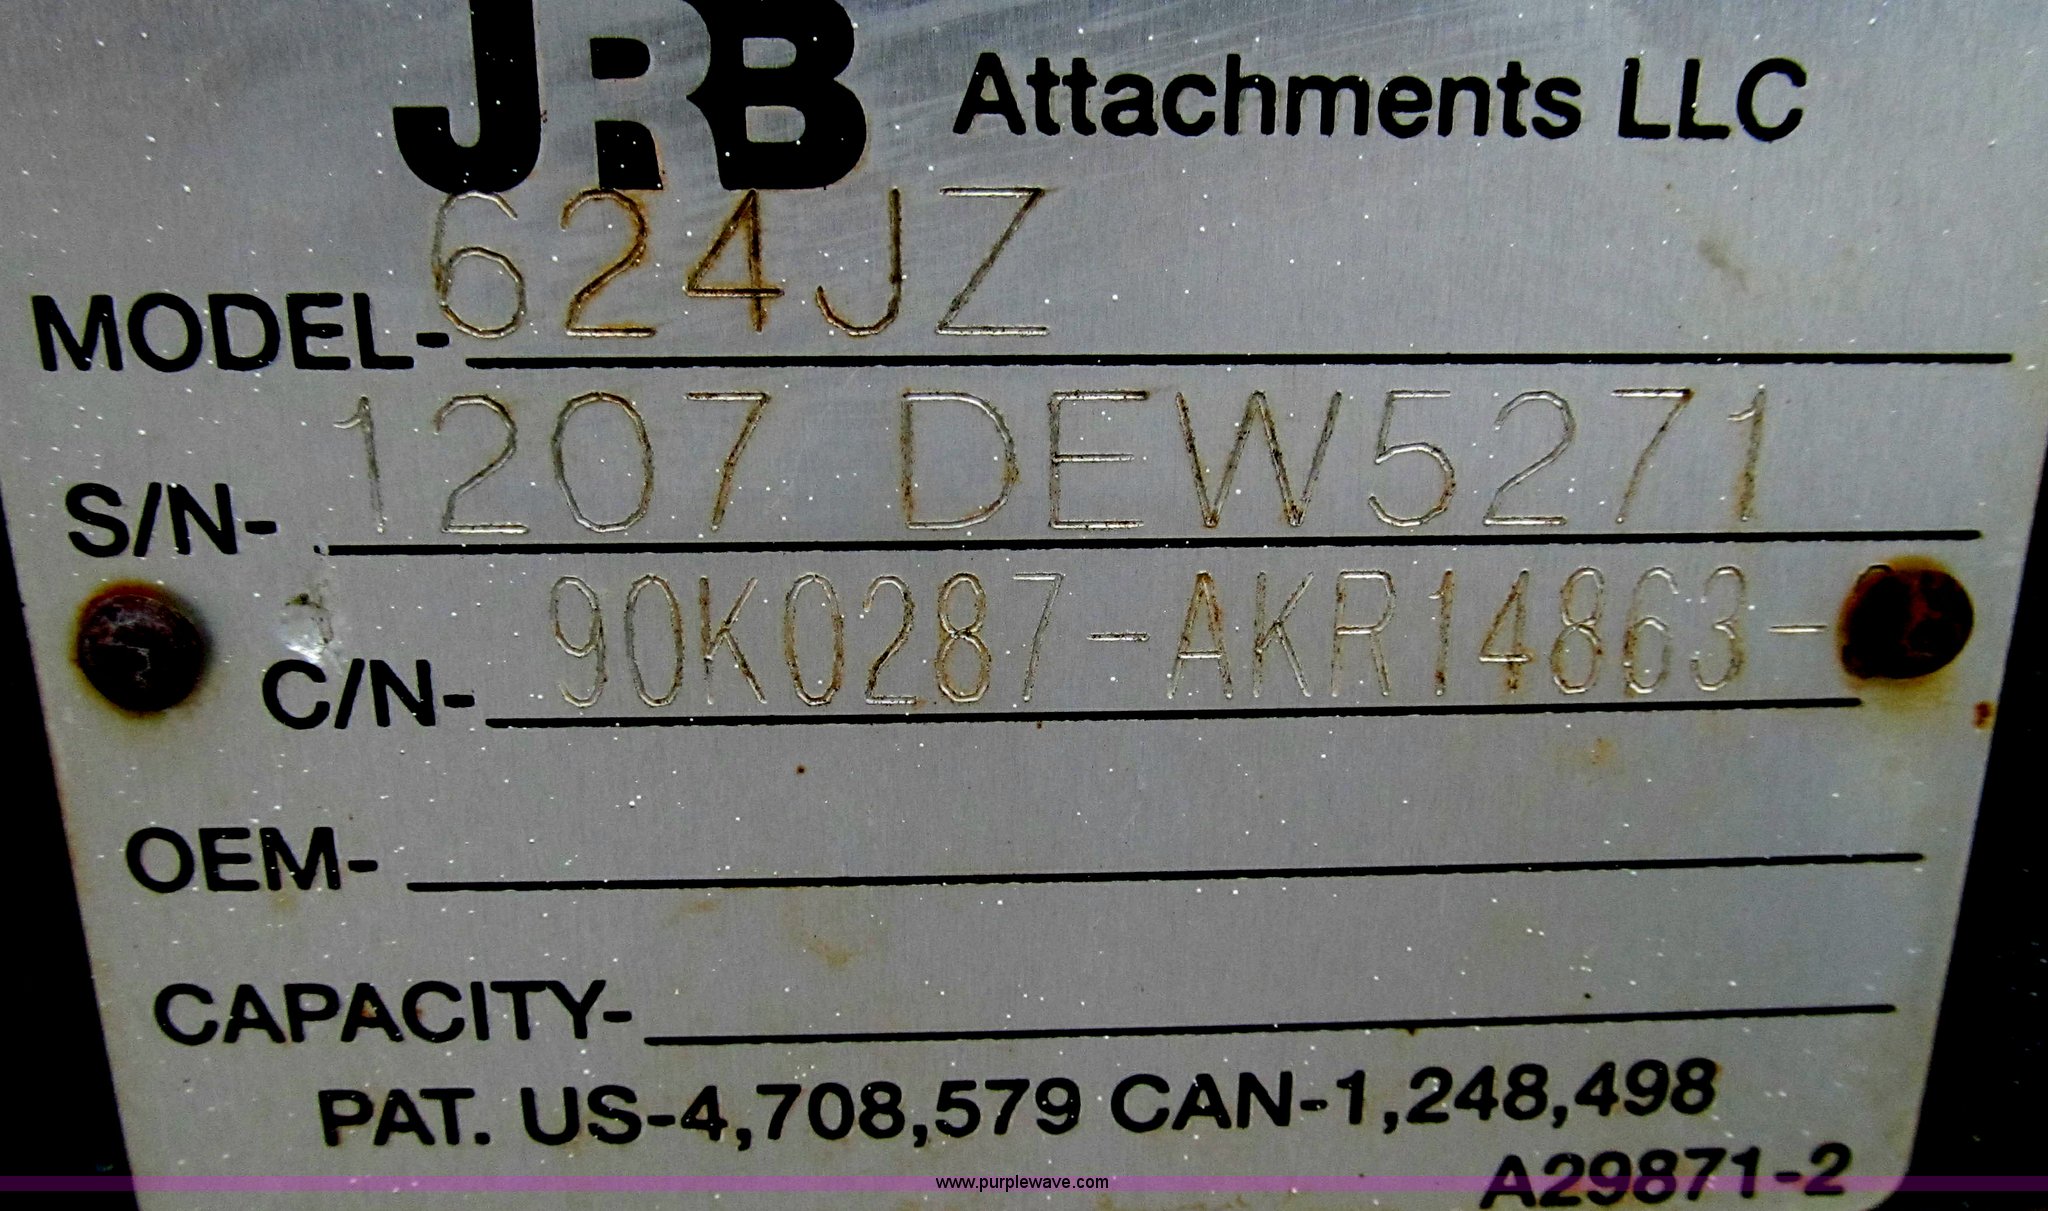 JRB Attachments LLC
MODEL-624JZ
S/N-1207 DEW5271
C/N-90K0287-AKR14863-
OEM-
CAPACITY-
PAT. US-4,708,579 CAN-1,248,498
A29871-2
www.purplewave.com